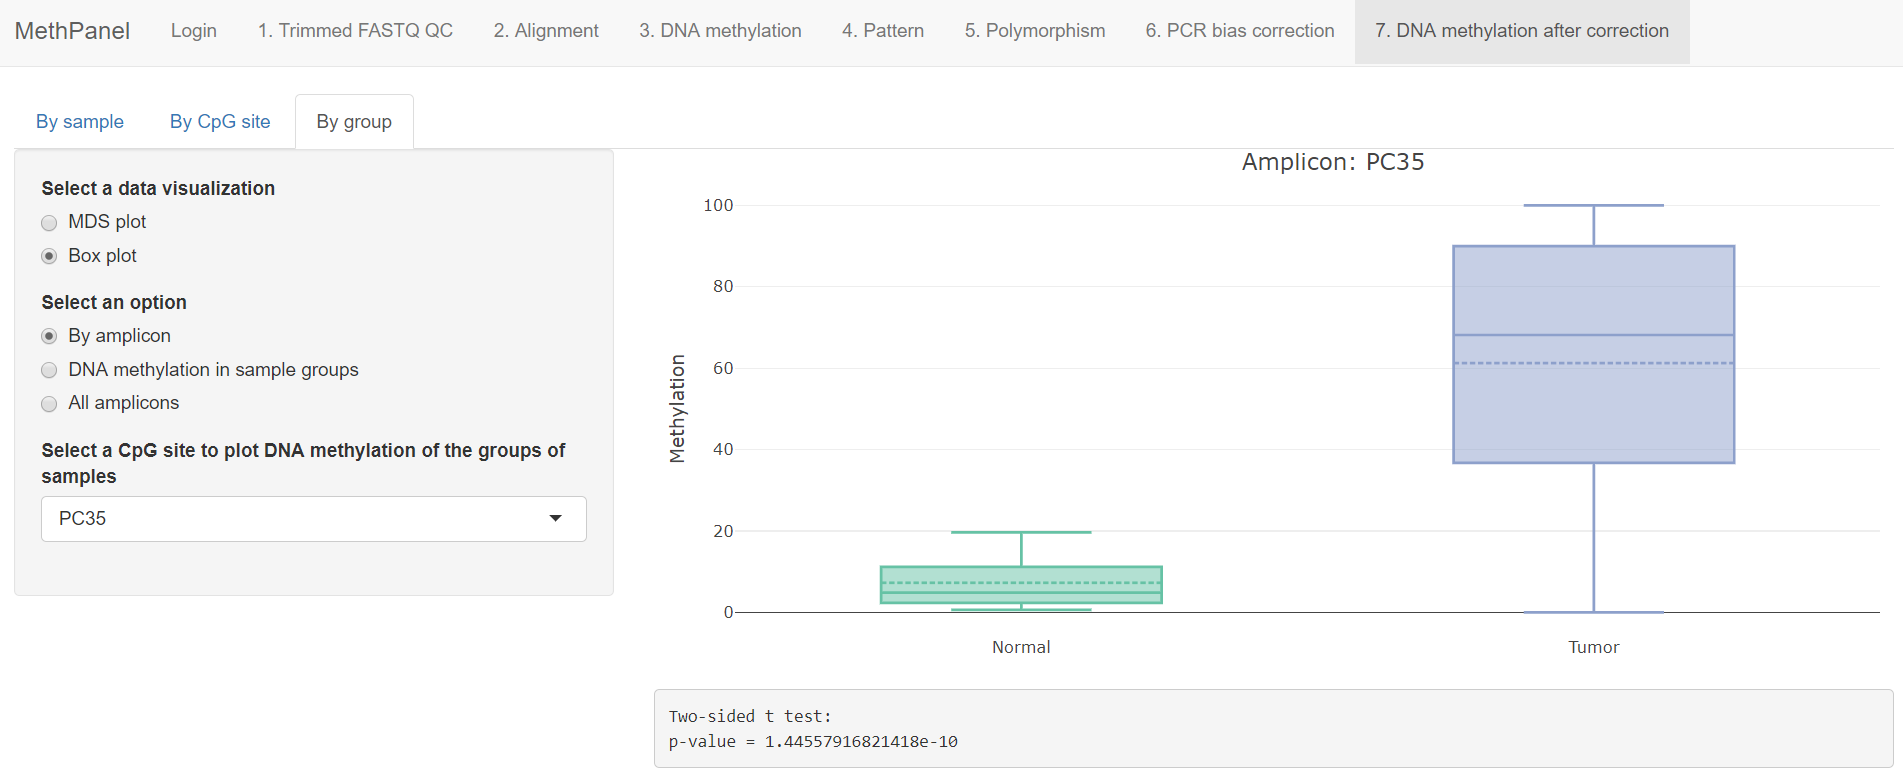 MethPanel Login 1. Trimmed FASTQ QC 2. Alignment 3. DNA methylation 4. Pattern 5. Polymorphism 6. PCR bias correction 7. DNA methylation after correction
By sample By CpG site By group
Select a data visualization
MDS plot
Box plot
Select an option
By amplicon
DNA methylation in sample groups
All amplicons
Select a CpG site to plot DNA methylation of the groups of
samples
PC35
Amplicon: PC35
Methylation
100
80
60
40
20
0
Normal Tumor
Two-sided t test:
p-value = 1.44557916821418e-10